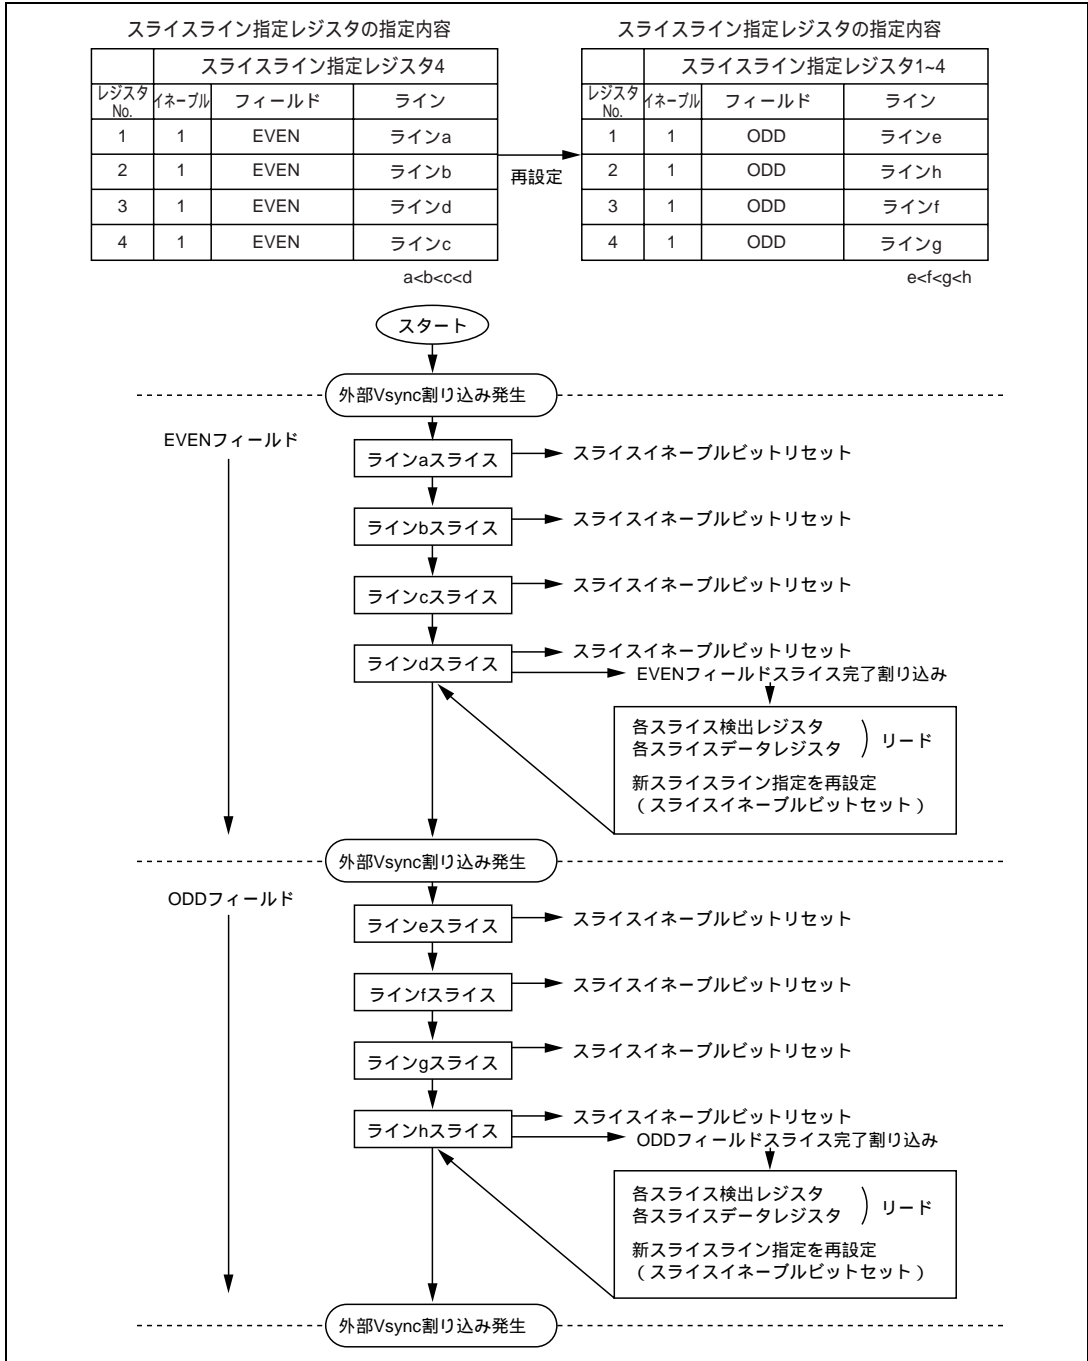 スライスライン指定レジスタの指定内容
スライスライン指定レジスタ4
レジスタNo. イネーブル フィールド ライン
1 1 EVEN ラインa
2 1 EVEN ラインb
3 1 EVEN ラインd
4 1 EVEN ラインc
a<b<c<d
再設定
スライスライン指定レジスタの指定内容
スライスライン指定レジスタ1~4
レジスタNo. イネーブル フィールド ライン
1 1 ODD ラインe
2 1 ODD ラインh
3 1 ODD ラインf
4 1 ODD ラインg
e<f<g<h
スタート
外部Vsync割り込み発生
EVENフィールド
ラインaスライス スライスイネーブルビットリセット
ラインbスライス スライスイネーブルビットリセット
ラインcスライス スライスイネーブルビットリセット
ラインdスライス スライスイネーブルビットリセット
EVENフィールドスライス完了割り込み
各スライス検出レジスタ
各スライスデータレジスタ ) リード
新スライスライン指定を再設定
（スライスイネーブルビットセット）
外部Vsync割り込み発生
ODDフィールド
ラインeスライス スライスイネーブルビットリセット
ラインfスライス スライスイネーブルビットリセット
ラインgスライス スライスイネーブルビットリセット
ラインhスライス スライスイネーブルビットリセット
ODDフィールドスライス完了割り込み
各スライス検出レジスタ
各スライスデータレジスタ ) リード
新スライスライン指定を再設定
（スライスイネーブルビットセット）
外部Vsync割り込み発生